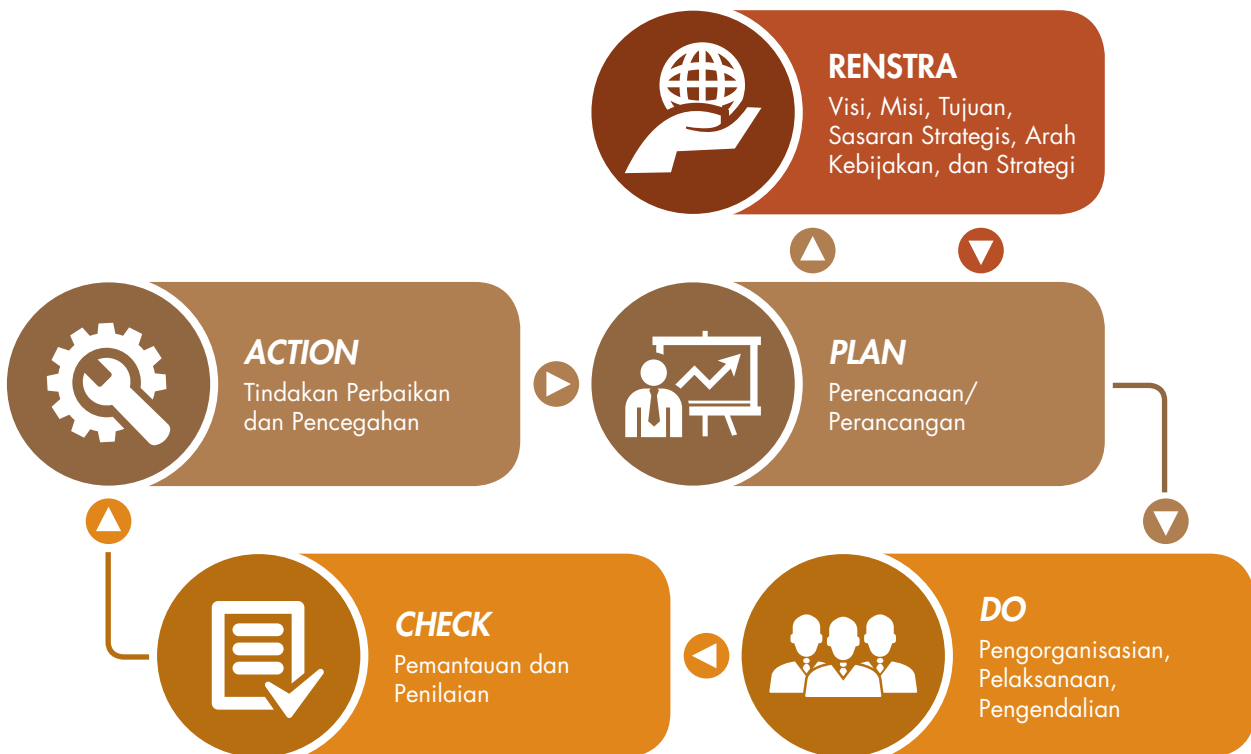 RENSTRA
Visi, Misi, Tujuan,
Sasaran Strategis, Arah
Kebijakan, dan Strategi
ACTION
Tindakan Perbaikan
dan Pencegahan
PLAN
Perencanaan/
Perancangan
CHECK
Pemantauan dan
Penilaian
DO
Pengorganisasian,
Pelaksanaan,
Pengendalian